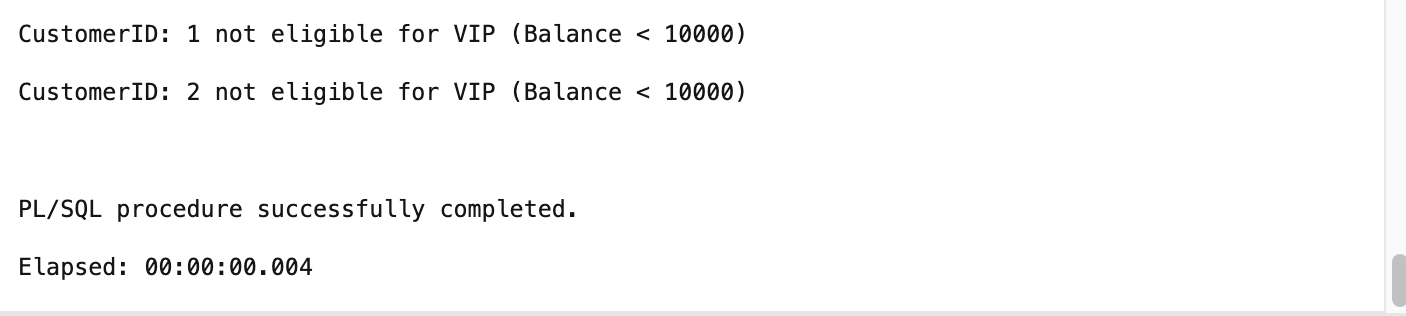 CustomerID: 1 not eligible for VIP (Balance < 10000)
CustomerID: 2 not eligible for VIP (Balance < 10000)
PL/SQL procedure successfully completed.
Elapsed: 00:00:00.004